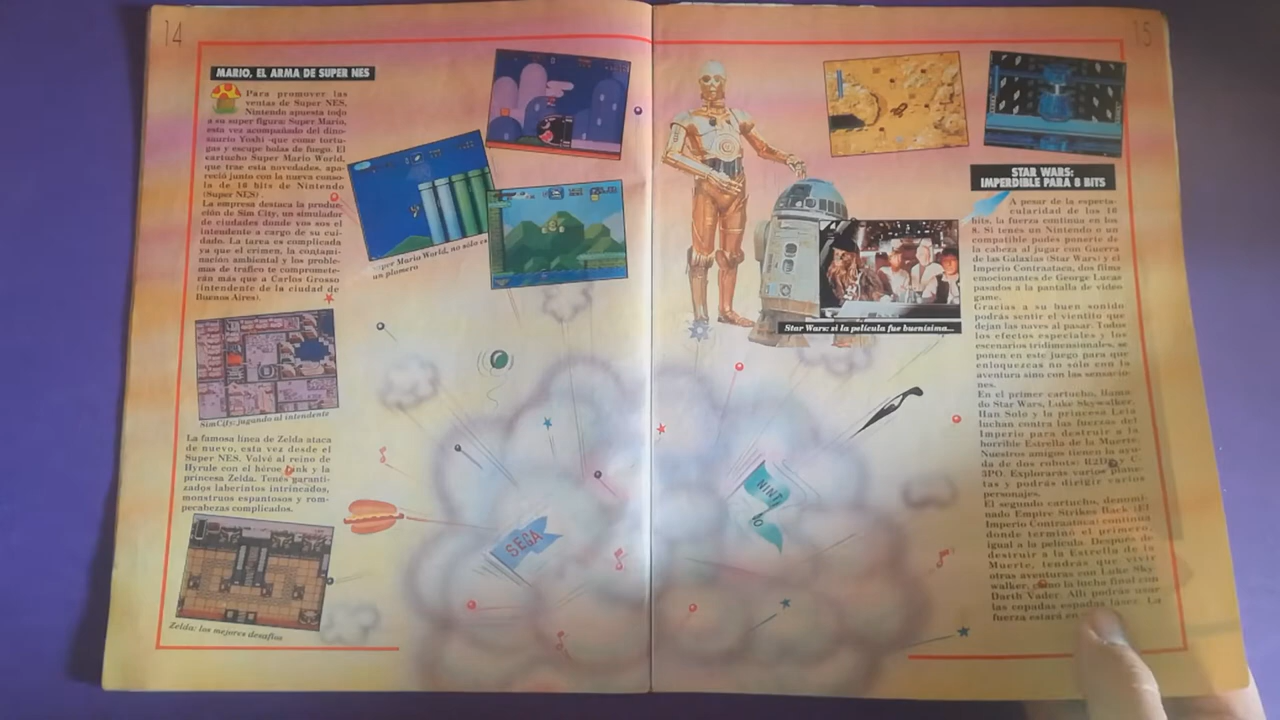 14
MARIO, EL ARMA DE SUPER NES
Para promover las
ventas de Super NES,
Nintendo apuesta todo
a su super figura: Super Mario,
esta vez acompañado del dino-
saurio Yoshi -que come tortu-
gas y escupe bolas de fuego. El
cartucho Super Mario World,
que trae esta novedades, apa-
reció junto con la nueva conso-
la de 16 bits de Nintendo
(Super NES).
La empresa destaca la produc-
ción de Sim City, un simulador
de ciudades donde vos sos el
intendente a cargo de su cui-
dado. La tarea es complicada
ya que el crimen, la contami-
nación ambiental y los proble-
mas de tráfico te compromete-
rán más que a Carlos Grosso
(intendente de la ciudad de
Buenos Aires).
SimCity: jugando al intendente
La famosa línea de Zelda ataca
de nuevo, esta vez desde el
Super NES. Volvé al reino de
Hyrule con el héroe Link y la
princesa Zelda. Tenés garanti-
zados laberintos intrincados,
monstruos espantosos y rom-
pecabezas complicados.
Zelda: los mejores desafíos
Super Mario World, no sólo es
un plomero
SEGA
NINT
DO
15
Star Wars: si la película fue buenísima...
STAR WARS:
IMPERDIBLE PARA 8 BITS
A pesar de la especta-
cularidad de los 16
bits, la fuerza continúa en los
8. Si tenés un Nintendo o un
compatible podés ponerte de
la cabeza al jugar con Guerra
de las Galaxias (Star Wars) y el
Imperio Contraataca, dos films
emocionantes de George Lucas
pasados a la pantalla de video
game.
Gracias a su buen sonido
podrás sentir el vientito que
dejan las naves al pasar. Todos
los efectos especiales y los
escenarios tridimensionales, se
ponen en este juego para que
enloquezcas no sólo con la
aventura sino con las sensacio-
nes.
En el primer cartucho, llama-
do Star Wars, Luke Skywalker,
Han Solo y la princesa Leia
luchan contra las fuerzas del
Imperio para destruir a la
horrible Estrella de la Muerte.
Nuestros amigos tienen la ayu-
da de dos robots: R2D2 y C-
3PO. Explorarás varios plane-
tas y podrás dirigir varios
personajes.
El segundo cartucho, denomi-
nado Empire Strikes Back (El
Imperio Contraataca) continúa
donde terminó el primero,
igual a la película. Después de
destruir a la Estrella de la
Muerte, tendrás que vivir
otras aventuras con Luke Sky-
walker, como la lucha final con
Darth Vader. Allí podrás usar
las copadas espadas láser. La
fuerza estará en